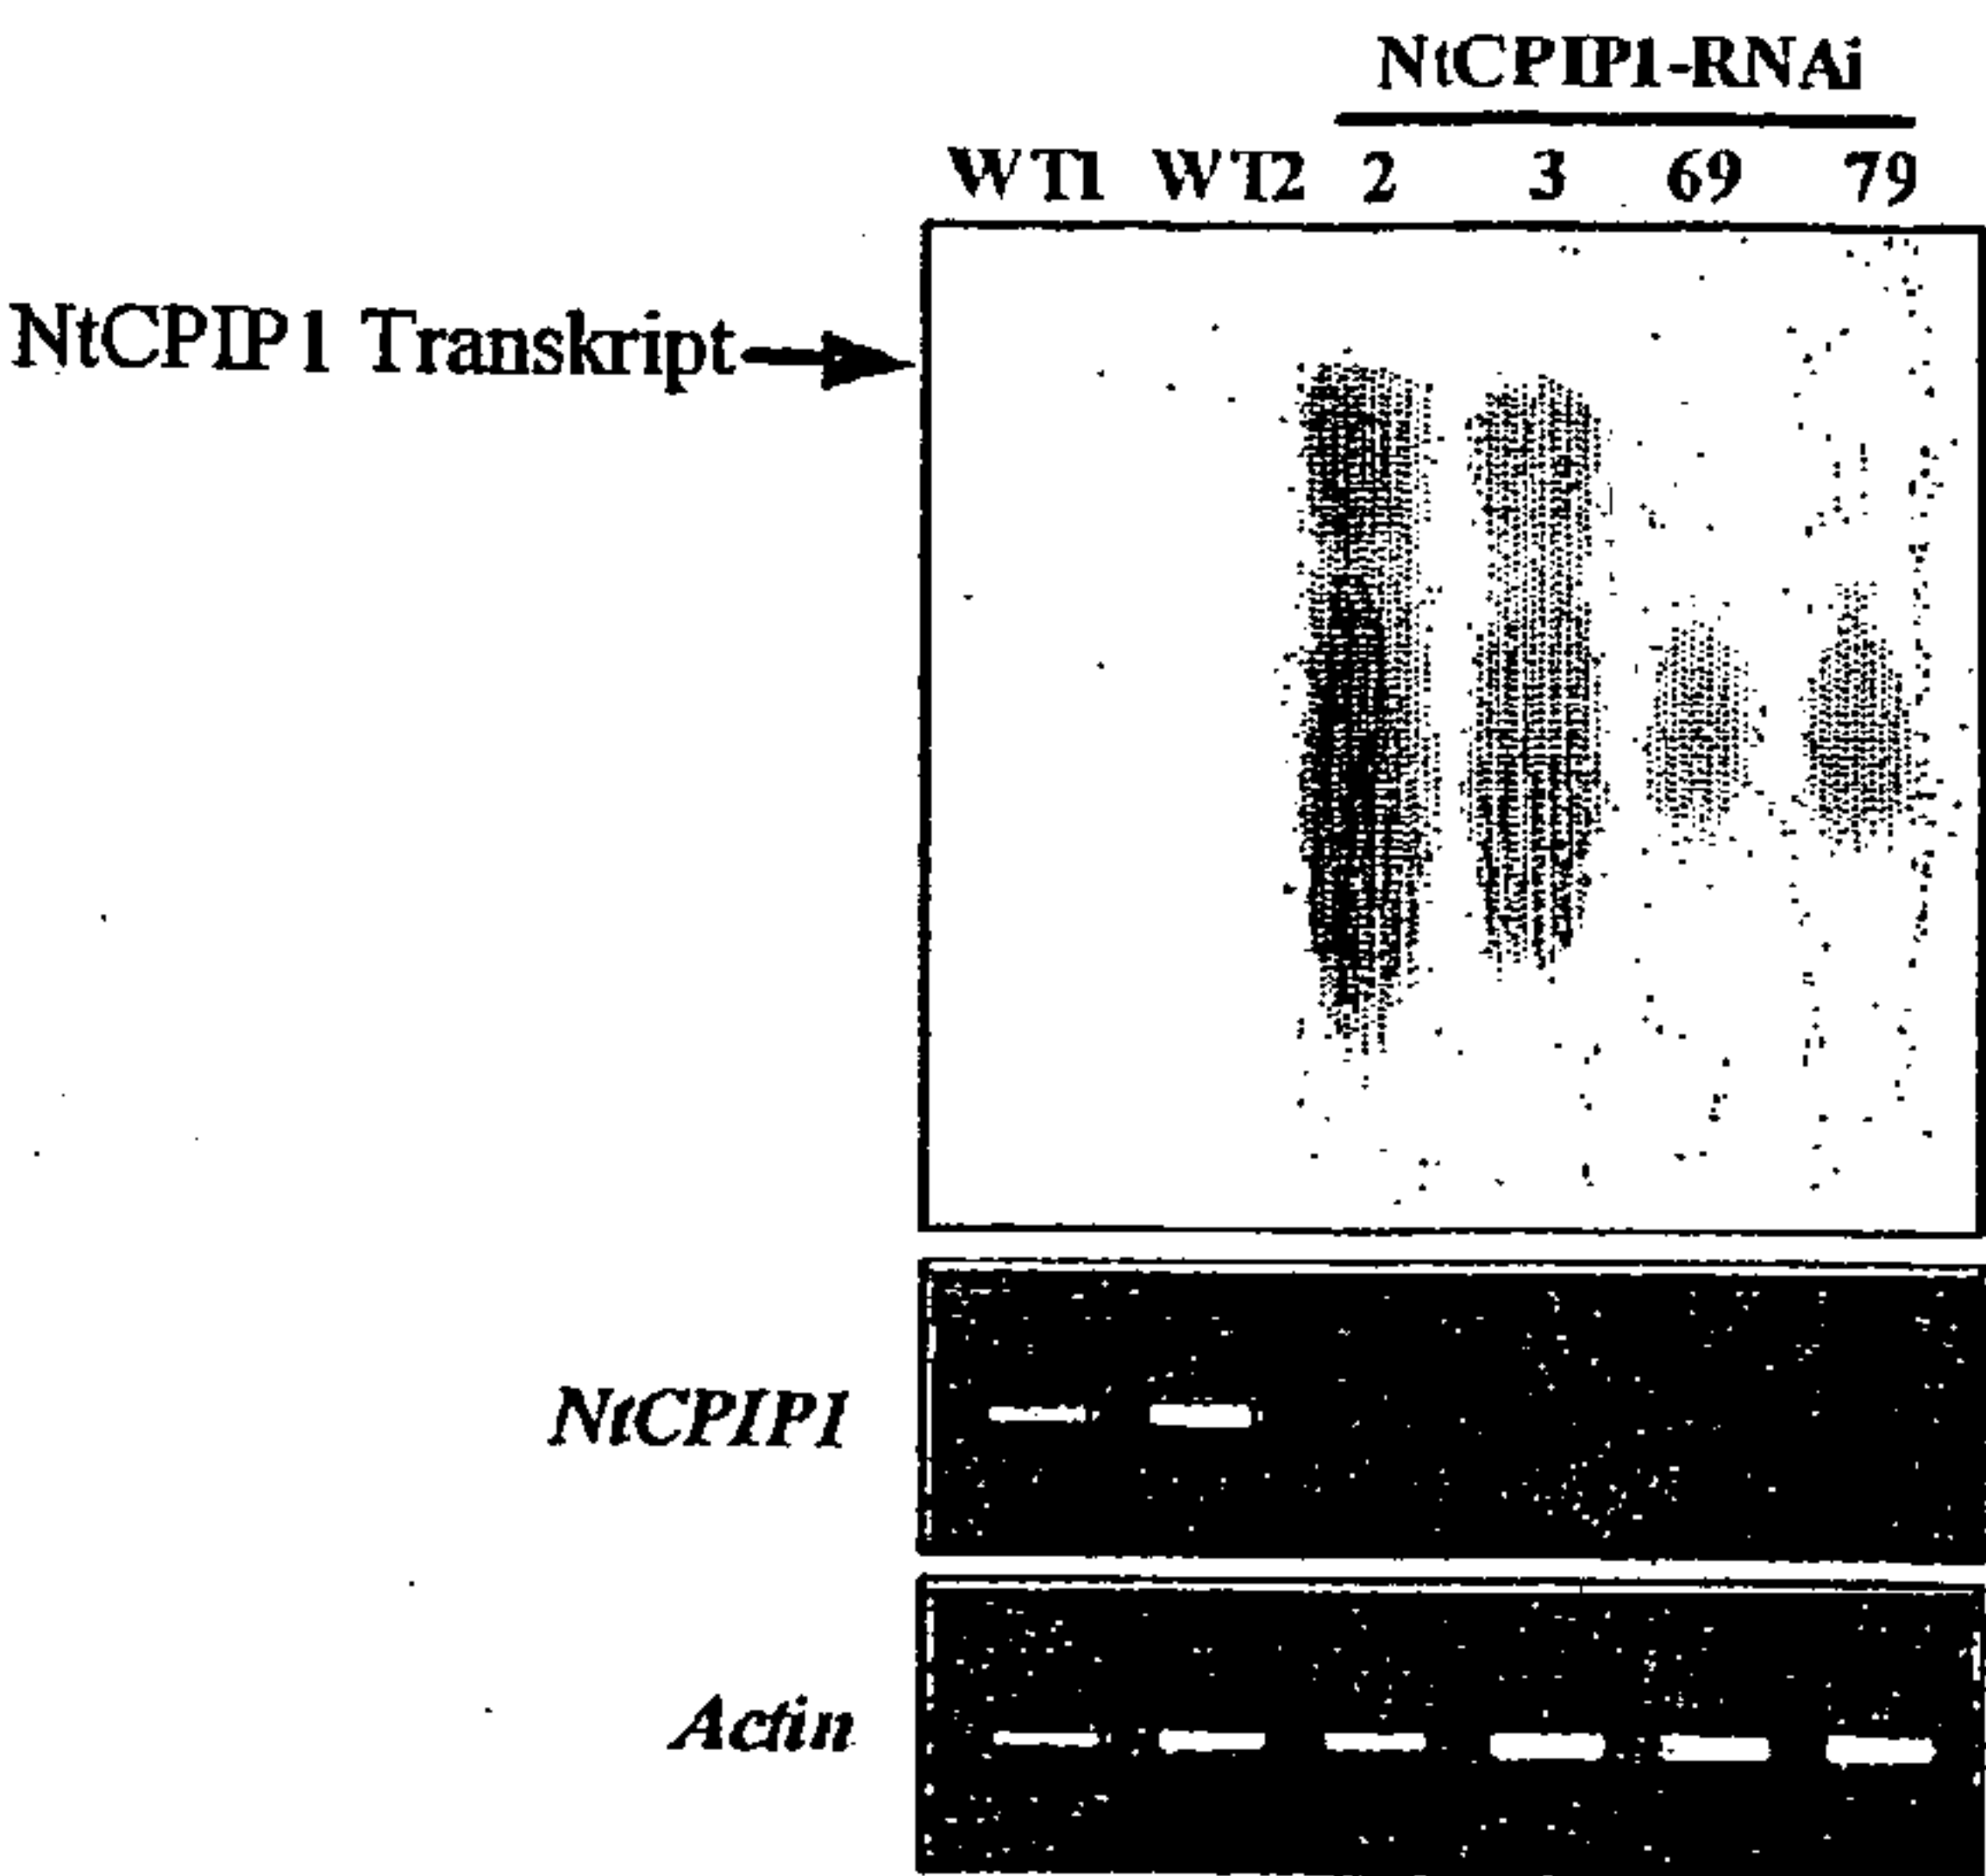 NtCPIP1-RNAi
WT1 WT2 2 3 69 79
NtCPIP1 Transkript
NtCPIP1
Actin